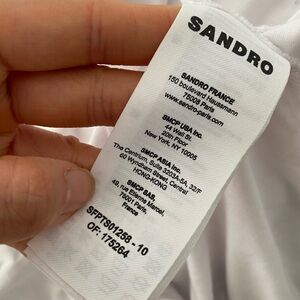 SANDRO
SANDRO FRANCE
150 boulevard Haussmann
75008 Paris
www.sandro-paris.com
SMCP USA Inc.
44 Wall St.
20th Floor
New York, NY 10005
SMCP ASIA Inc.
The Centrium, Suite 3203A-5A, 32/F
60 Wyndham Street, Central
HONG-KONG
SMCP SAS,
49, rue Etienne Marcel,
75001 Paris,
France
SFPTS01258 - 10
OF: 175264